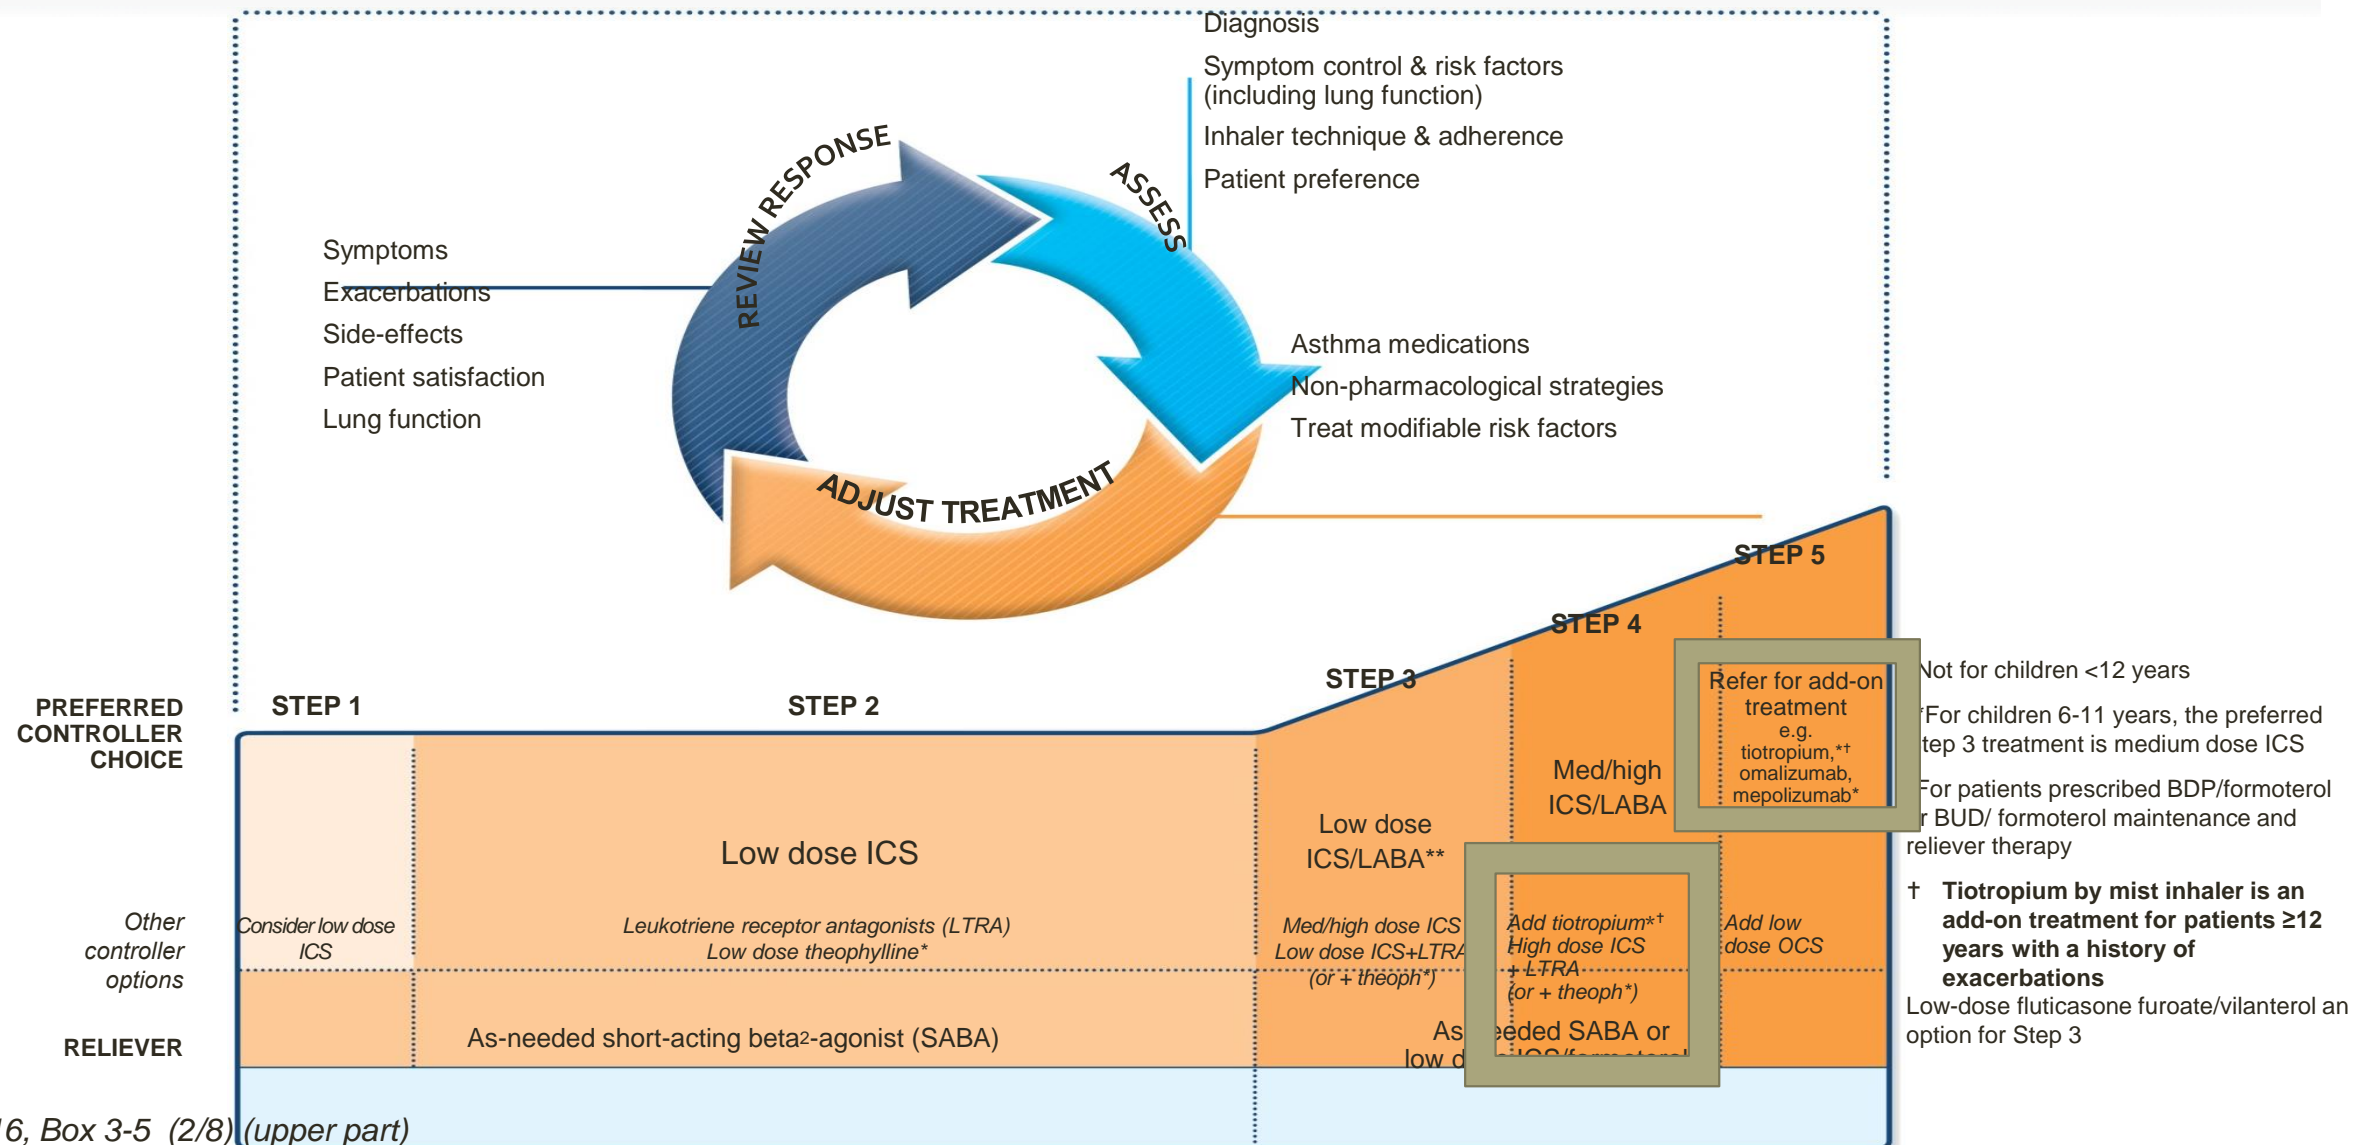 Diagnosis
Symptom control & risk factors
(including lung function)
Inhaler technique & adherence
Patient preference
REVIEW RESPONSE
ASSESS
ADJUST TREATMENT
Symptoms
Exacerbations
Side-effects
Patient satisfaction
Lung function
Asthma medications
Non-pharmacological strategies
Treat modifiable risk factors
STEP 1
STEP 2
STEP 3
STEP 4
STEP 5
PREFERRED
CONTROLLER
CHOICE
Low dose ICS
Low dose
ICS/LABA**
Med/high
ICS/LABA
Refer for add-on
treatment
e.g.
tiotropium,*†
omalizumab,
mepolizumab*
Other
controller
options
Consider low dose
ICS
Leukotriene receptor antagonists (LTRA)
Low dose theophylline*
Med/high dose ICS
Low dose ICS+LTRA
(or + theoph*)
Add tiotropium*†
High dose ICS
+ LTRA
(or + theoph*)
Add low
dose OCS
RELIEVER
As-needed short-acting beta2-agonist (SABA)
As eeded SABA or
low d
Not for children <12 years
*For children 6-11 years, the preferred
tep 3 treatment is medium dose ICS
For patients prescribed BDP/formoterol
r BUD/ formoterol maintenance and
reliever therapy
† Tiotropium by mist inhaler is an
add-on treatment for patients ≥12
years with a history of
exacerbations
Low-dose fluticasone furoate/vilanterol an
option for Step 3
6, Box 3-5 (2/8) (upper part)